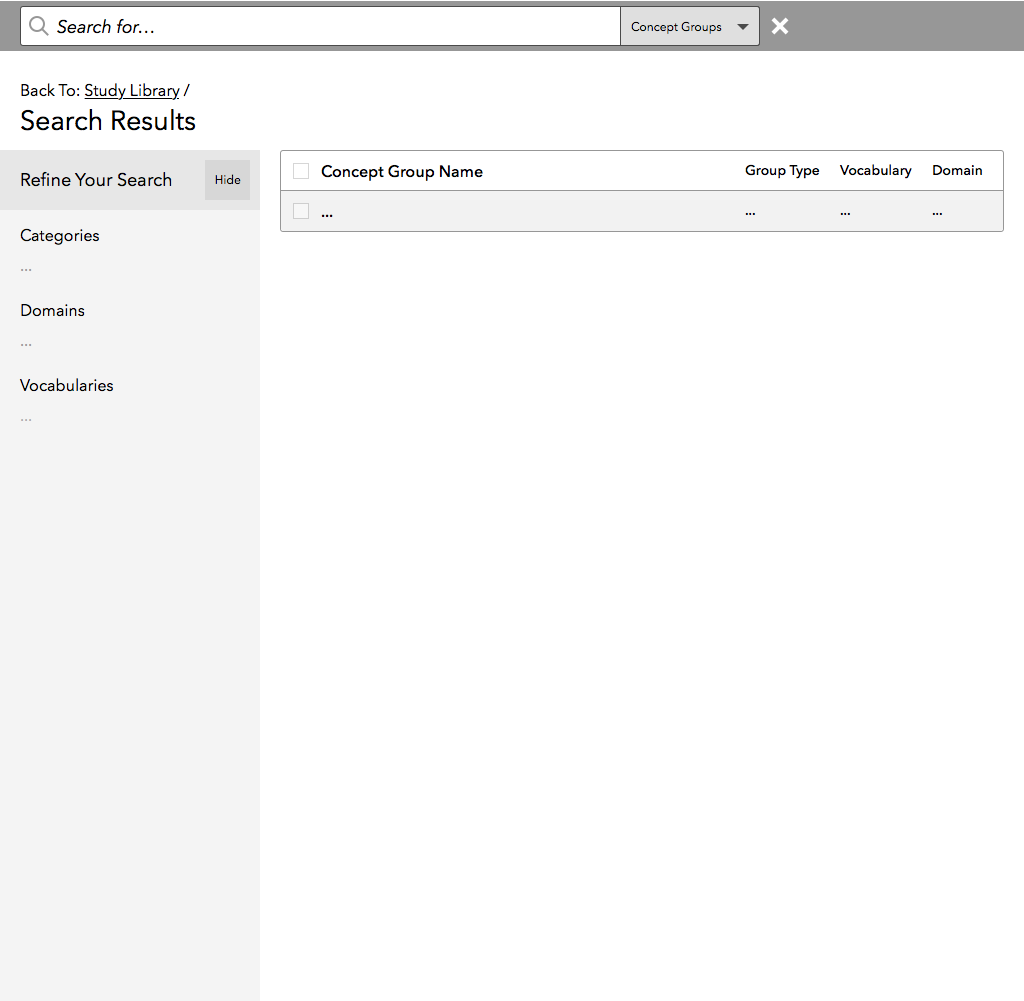 Search for... Concept Groups
Back To: Study Library /
Search Results
Refine Your Search Hide
Categories
...
Domains
...
Vocabularies
...
Concept Group Name Group Type Vocabulary Domain
... ... ... ...